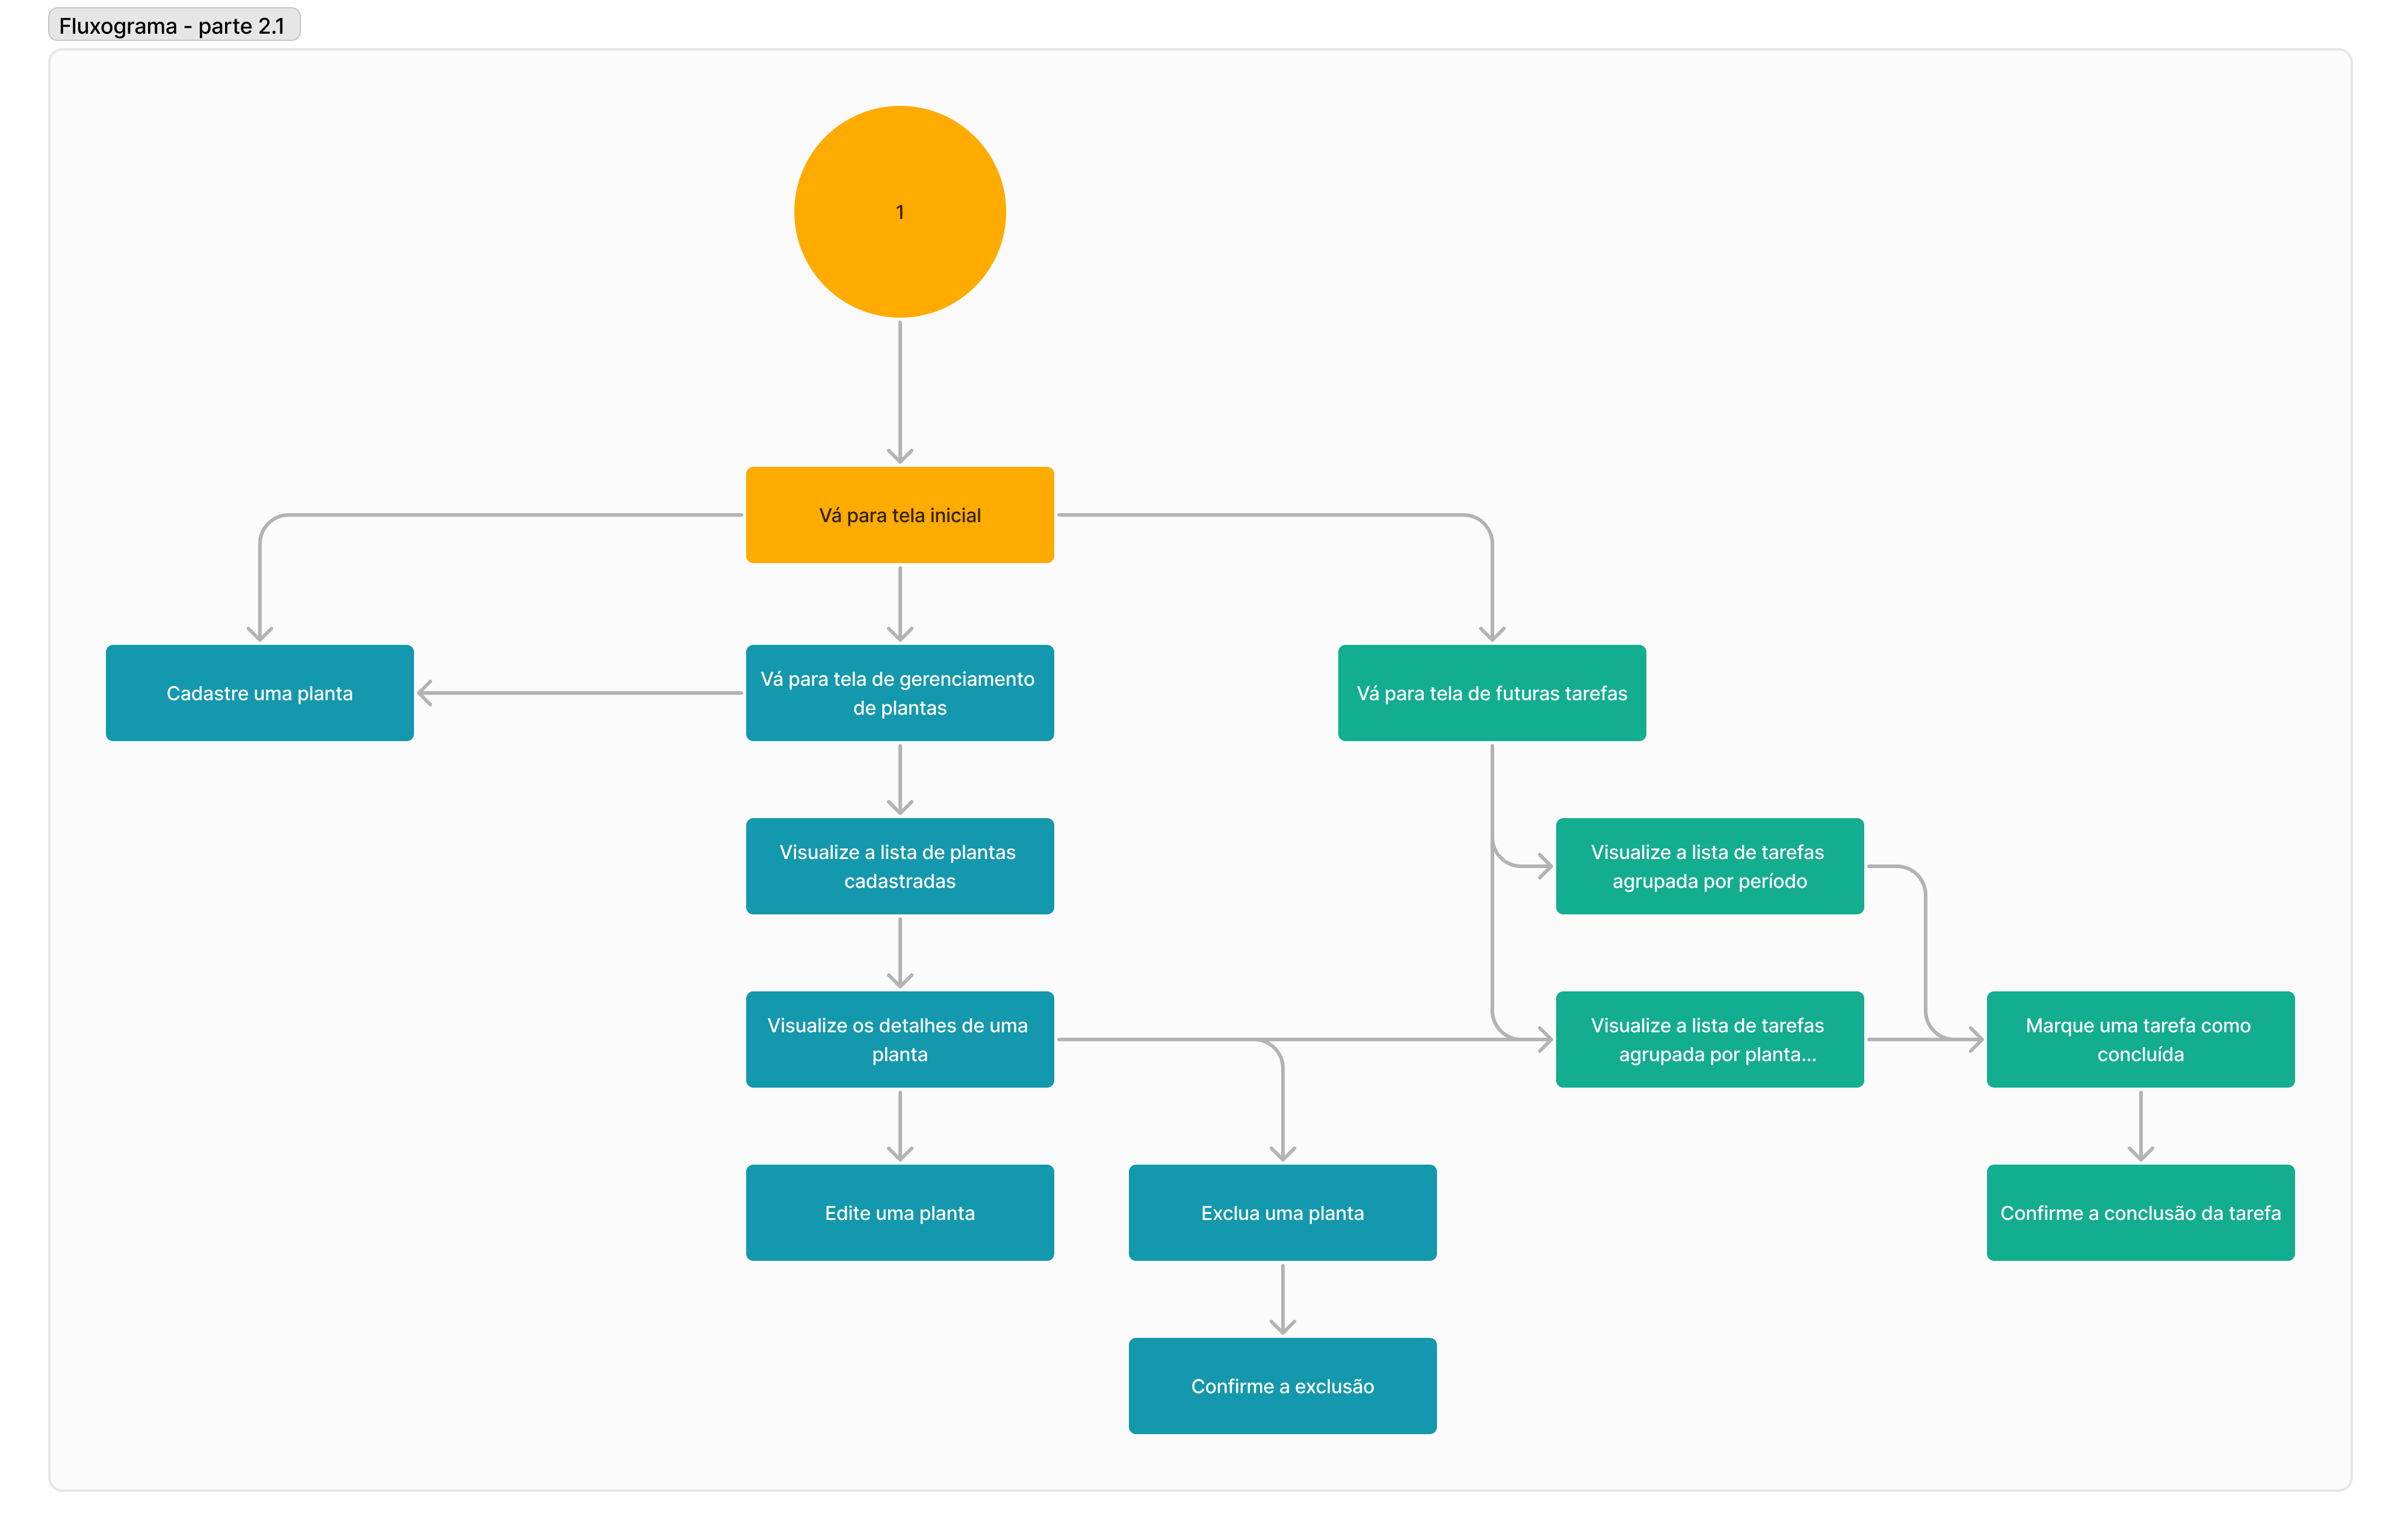 Fluxograma - parte 2.1
1
Vá para tela inicial
Cadastre uma planta
Vá para tela de gerenciamento
de plantas
Vá para tela de futuras tarefas
Visualize a lista de plantas
cadastradas
Visualize a lista de tarefas
agrupada por período
Visualize os detalhes de uma
planta
Visualize a lista de tarefas
agrupada por planta...
Marque uma tarefa como
concluída
Edite uma planta
Exclua uma planta
Confirme a conclusão da tarefa
Confirme a exclusão